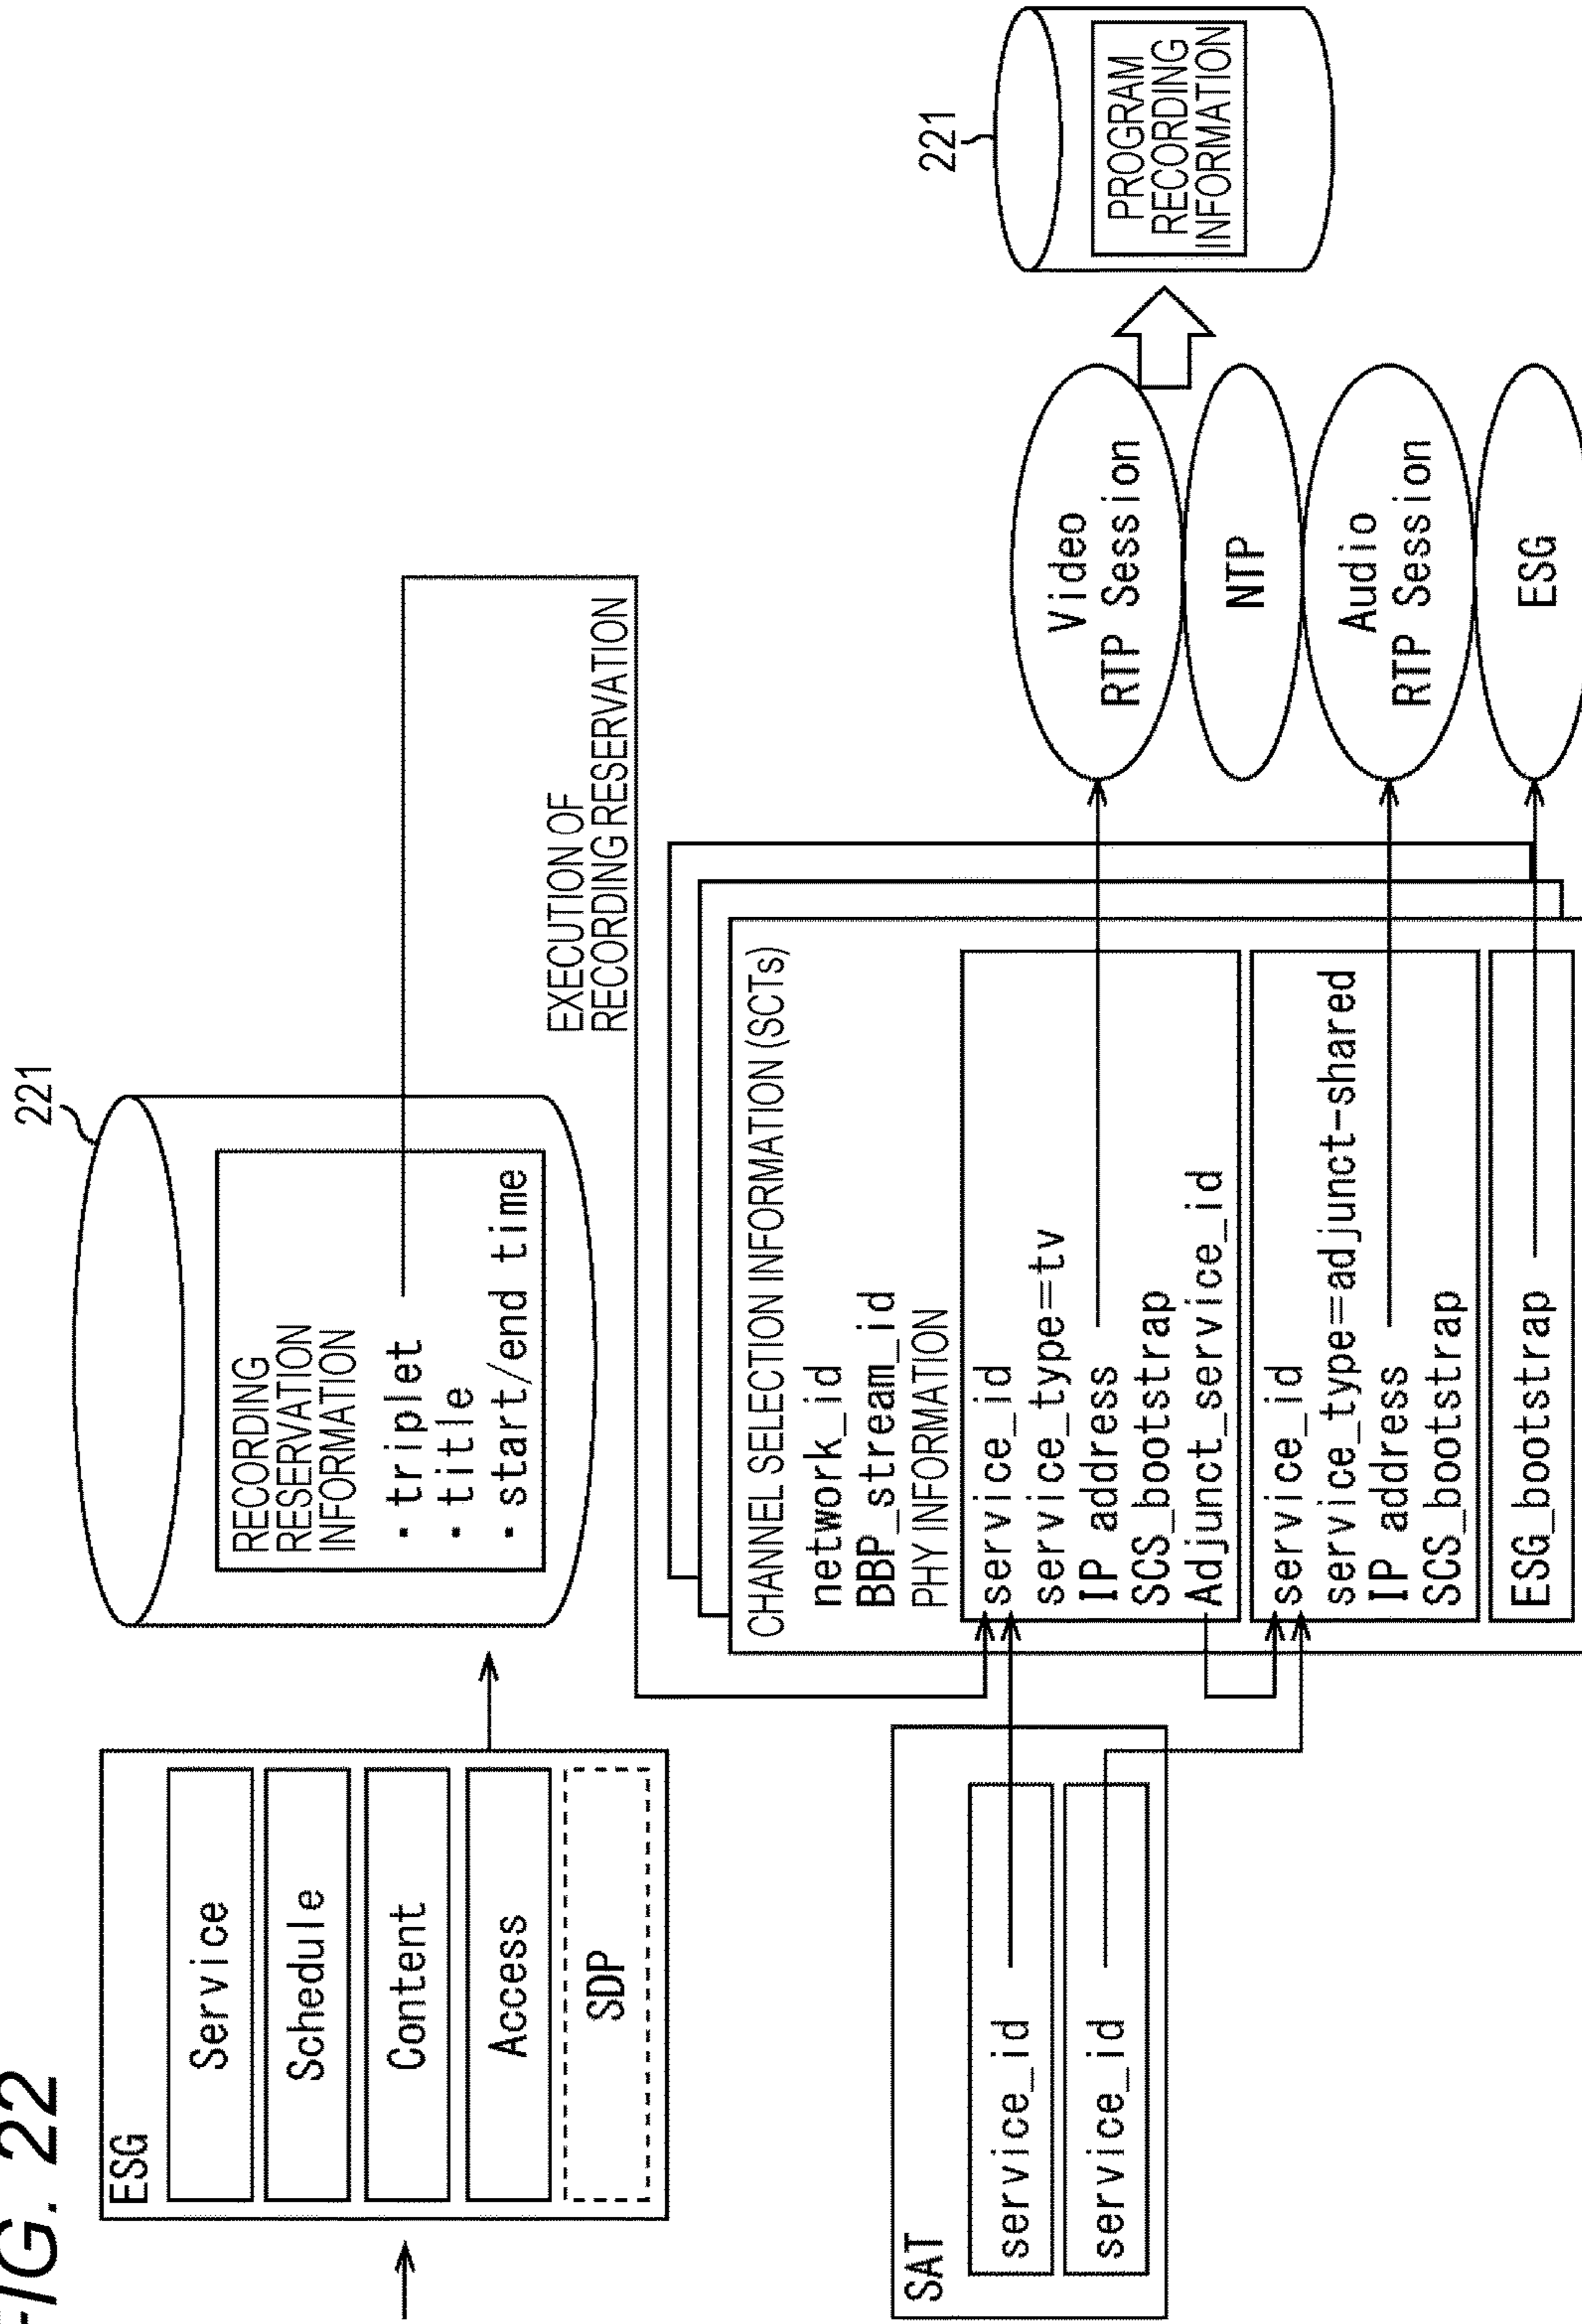 FIG. 22
ESG
Service
Schedule
Content
Access
SDP
221
RECORDING
RESERVATION
INFORMATION
・triplet
・title
・start/end time
EXECUTION OF
RECORDING RESERVATION
SAT
service_id
service_id
CHANNEL SELECTION INFORMATION (SCTs)
network_id
BBP_stream_id
PHY INFORMATION
service_id
service_type=tv
IP address
SCS_bootstrap
Adjunct_service_id
service_id
service_type=adjunct-shared
IP address
SCS_bootstrap
ESG_bootstrap
Video
RTP Session
NTP
Audio
RTP Session
ESG
221
PROGRAM
RECORDING
INFORMATION